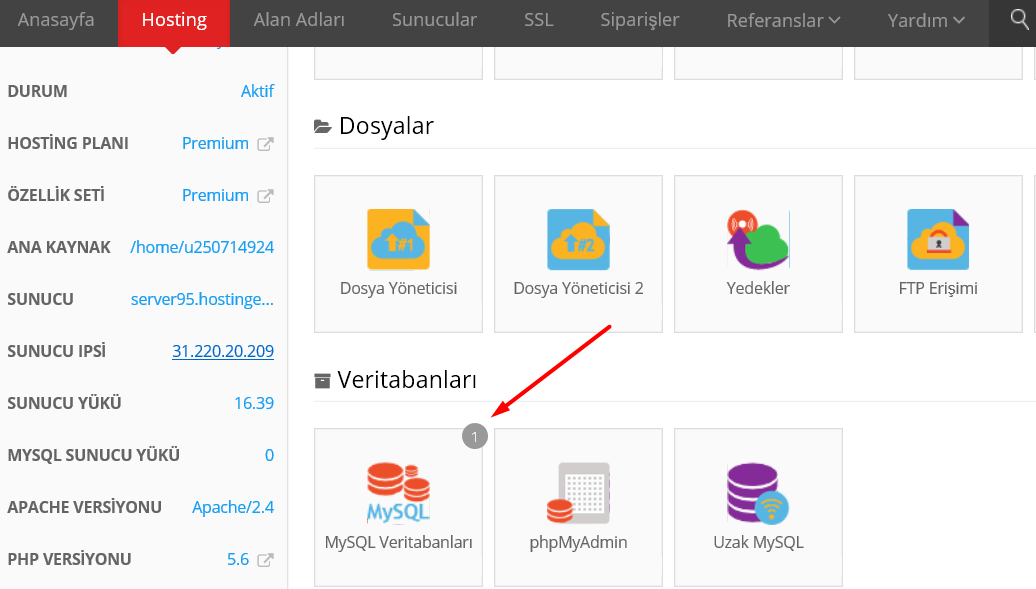 Anasayfa Hosting Alan Adları Sunucular SSL Siparişler Referanslar Yardım
DURUM Aktif
HOSTİNG PLANI Premium
ÖZELLİK SETİ Premium
ANA KAYNAK /home/u250714924
SUNUCU server95.hostinge...
SUNUCU IPSİ 31.220.20.209
SUNUCU YÜKÜ 16.39
MYSQL SUNUCU YÜKÜ 0
APACHE VERSİYONU Apache/2.4
PHP VERSİYONU 5.6
Dosyalar
#1 #2
Dosya Yöneticisi Dosya Yöneticisi 2 Yedekler FTP Erişimi
Veritabanları
1
MySQL
MySQL Veritabanları phpMyAdmin Uzak MySQL